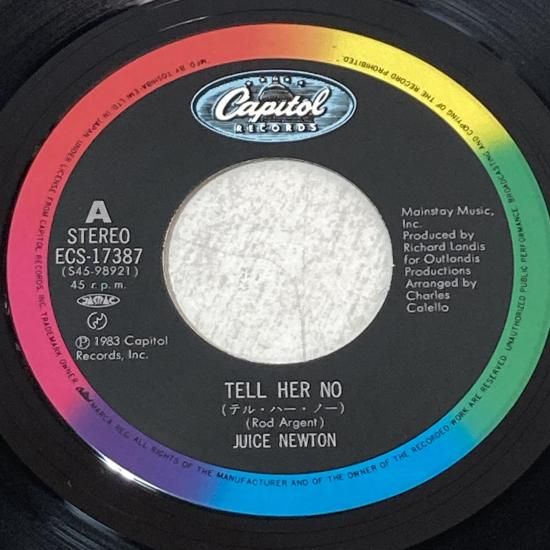 Capitol
RECORDS
A
STEREO
ECS-17387
(S45-98921)
45 r.p.m.
JASRAC
Ⓟ 1983 Capitol
Records, Inc.
Mainstay Music,
Inc.
Produced by
Richard Landis
for Outlandis
Productions
Arranged by
Charles
Calello
TELL HER NO
(テル・ハー・ノー)
(Rod Argent)
JUICE NEWTON
MFD. BY TOSHIBA EMI LTD. IN JAPAN UNDER LICENSE FROM CAPITOL RECORDS, INC. TRADEMARK OWNER Capitol MARCA REG. ALL RIGHTS OF THE MANUFACTURER AND OF THE OWNER OF THE RECORDED WORK ARE RESERVED. UNAUTHORIZED PUBLIC PERFORMANCE, BROADCASTING AND COPYING OF THE RECORD PROHIBITED.